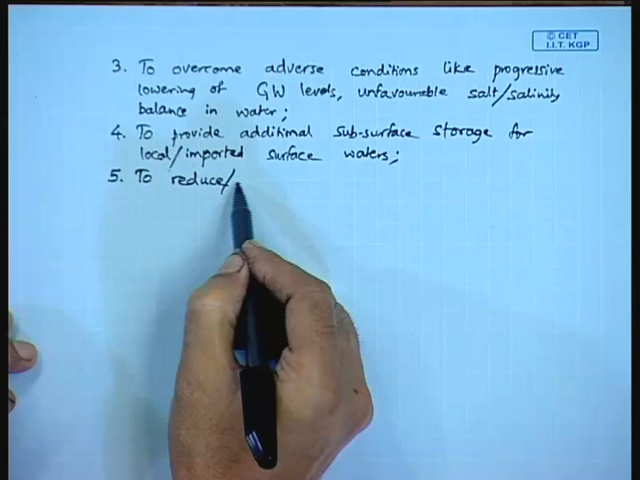 © CET
I.I.T. KGP
3. To overcome adverse conditions like progressive
lowering of GW levels, unfavourable salt/salinity
balance in water;
4. To provide additional sub-surface storage for
local/imported surface waters;
5. To reduce/